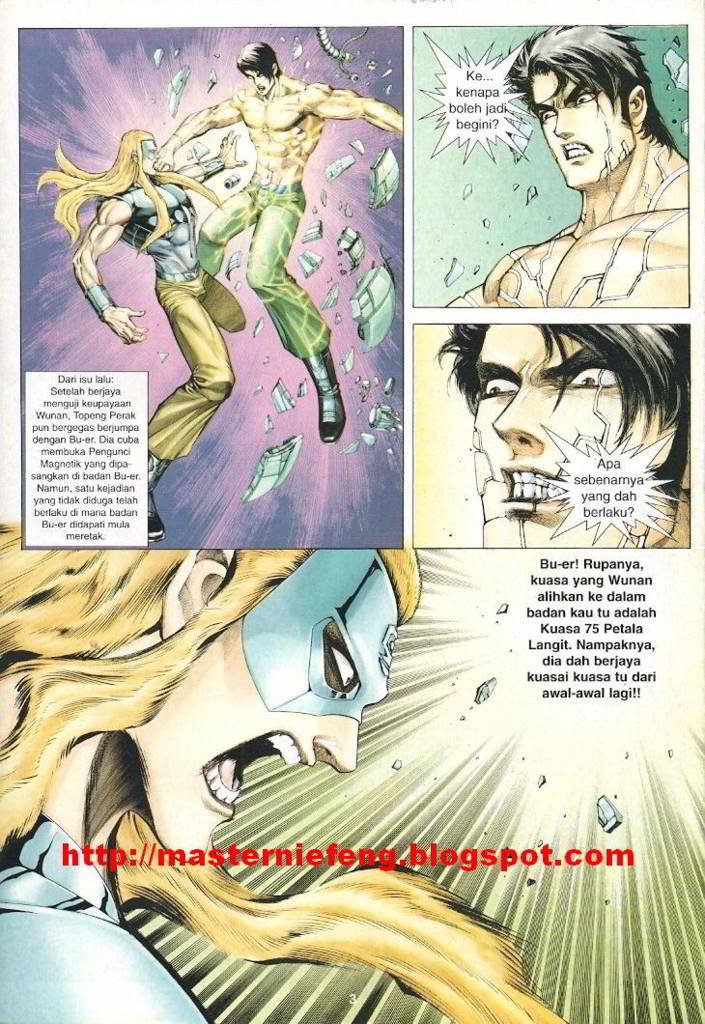 Dari isu lalu:
Setelah berjaya
menguji keupayaan
Wunan, Topeng Perak
pun bergegas berjumpa
dengan Bu-er. Dia cuba
membuka Pengunci
Magnetik yang dipa-
sangkan di badan Bu-er.
Namun, satu kejadian
yang tidak diduga telah
berlaku di mana badan
Bu-er didapati mula
meretak.
Ke...
kenapa
boleh jadi
begini?
Apa
sebenarnya
yang dah
berlaku?
Bu-er! Rupanya,
kuasa yang Wunan
alihkan ke dalam
badan kau tu adalah
Kuasa 75 Petala
Langit. Nampaknya,
dia dah berjaya
kuasai kuasa tu dari
awal-awal lagi!!
http://masterniefeng.blogspot.com
3